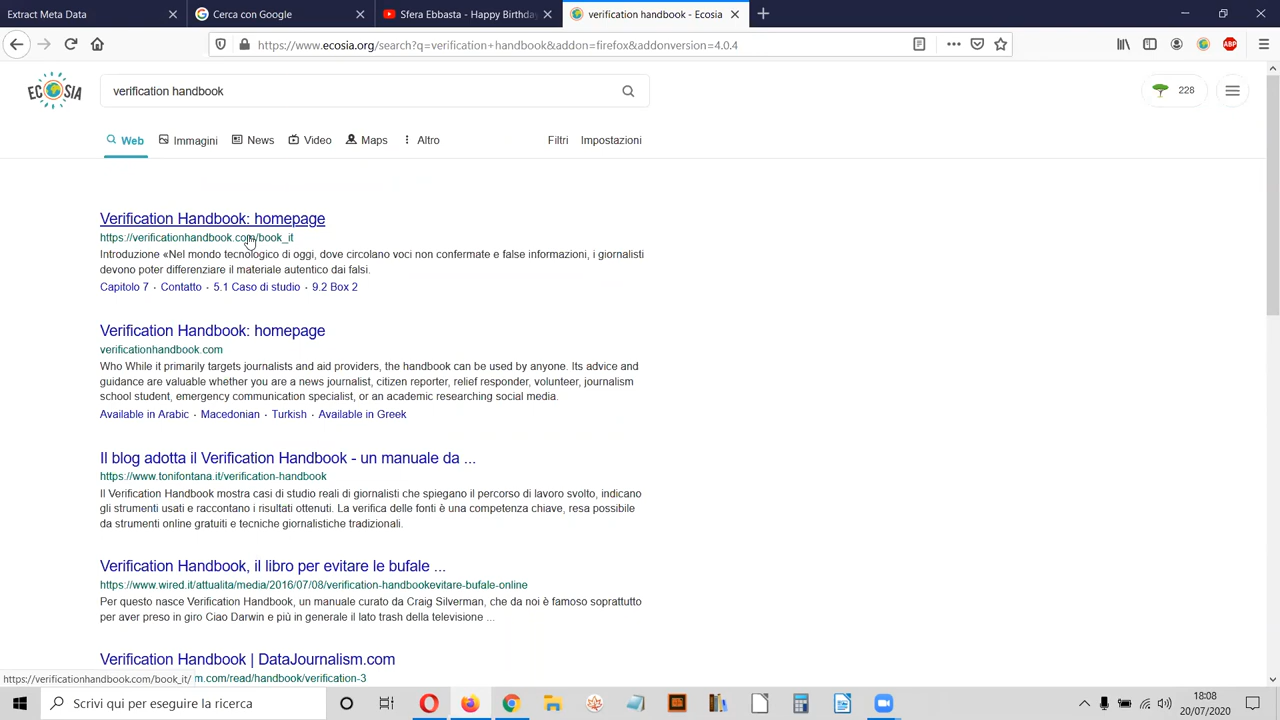 Extract Meta Data
Cerca con Google
Sfera Ebbasta - Happy Birthday
verification handbook - Ecosia
https://www.ecosia.org/search?q=verification+handbook&addon=firefox&addonversion=4.0.4
ABP
ECOSIA
verification handbook
228
Web Immagini News Video Maps Altro Filtri Impostazioni
Verification Handbook: homepage
https://verificationhandbook.com/book_it
Introduzione «Nel mondo tecnologico di oggi, dove circolano voci non confermate e false informazioni, i giornalisti
devono poter differenziare il materiale autentico dai falsi.
Capitolo 7 · Contatto · 5.1 Caso di studio · 9.2 Box 2
Verification Handbook: homepage
verificationhandbook.com
Who While it primarily targets journalists and aid providers, the handbook can be used by anyone. Its advice and
guidance are valuable whether you are a news journalist, citizen reporter, relief responder, volunteer, journalism
school student, emergency communication specialist, or an academic researching social media.
Available in Arabic · Macedonian · Turkish · Available in Greek
Il blog adotta il Verification Handbook - un manuale da ...
https://www.tonifontana.it/verification-handbook
Il Verification Handbook mostra casi di studio reali di giornalisti che spiegano il percorso di lavoro svolto, indicano
gli strumenti usati e raccontano i risultati ottenuti. La verifica delle fonti è una competenza chiave, resa possibile
da strumenti online gratuiti e tecniche giornalistiche tradizionali.
Verification Handbook, il libro per evitare le bufale ...
https://www.wired.it/attualita/media/2016/07/08/verification-handbookevitare-bufale-online
Per questo nasce Verification Handbook, un manuale curato da Craig Silverman, che da noi è famoso soprattutto
per aver preso in giro Ciao Darwin e più in generale il lato trash della televisione ...
Verification Handbook | DataJournalism.com
https://verificationhandbook.com/book_it/ m.com/read/handbook/verification-3
Scrivi qui per eseguire la ricerca
18:08
20/07/2020